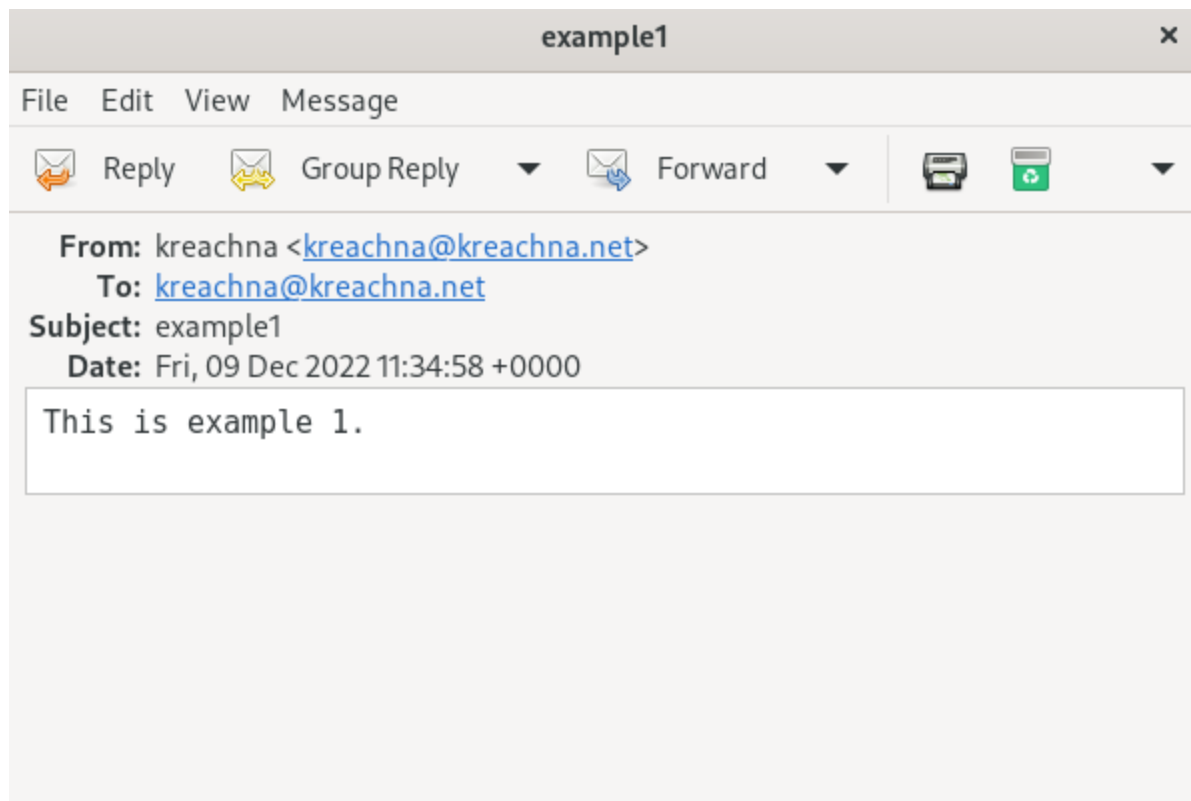 example1 ×
File Edit View Message
Reply Group Reply Forward
From: kreachna <kreachna@kreachna.net>
To: kreachna@kreachna.net
Subject: example1
Date: Fri, 09 Dec 2022 11:34:58 +0000
This is example 1.